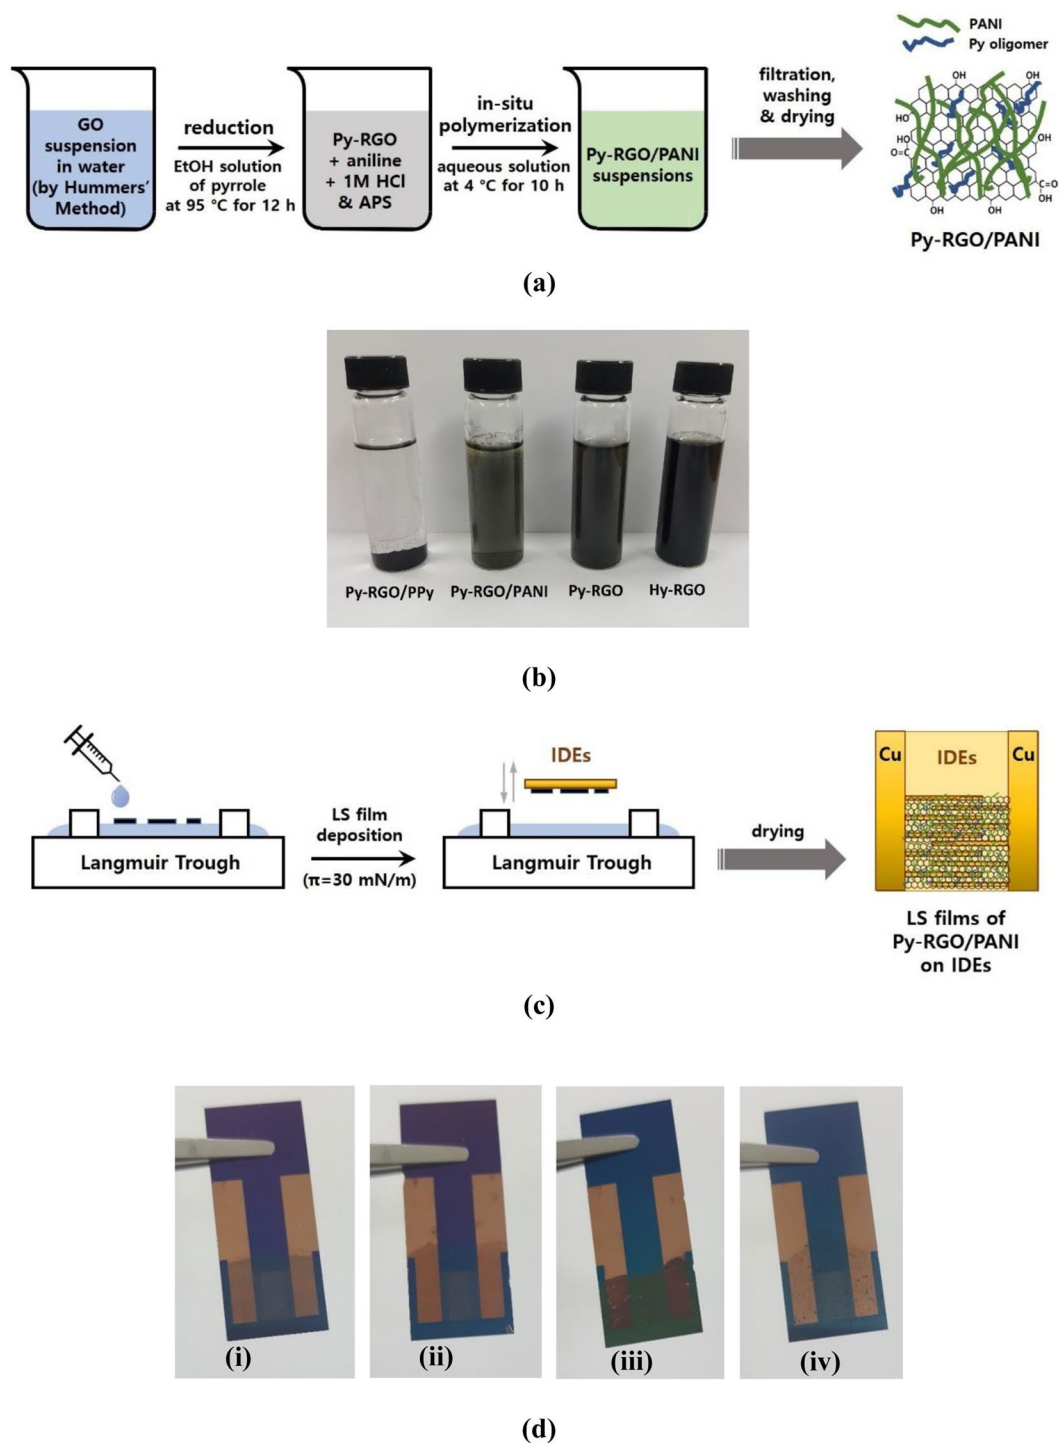 (a)
PANI
Py oligomer
GO
suspension
in water
(by Hummers'
Method)
reduction
EtOH solution
of pyrrole
at 95 °C for 12 h
Py-RGO
+ aniline
+ 1M HCl
& APS
in-situ
polymerization
aqueous solution
at 4 °C for 10 h
Py-RGO/PANI
suspensions
filtration,
washing
& drying
OH
OH
HO
HO
O=C
C=O
OH
OH
OH
Py-RGO/PANI
(b)
Py-RGO/PPy
Py-RGO/PANI
Py-RGO
Hy-RGO
(c)
Langmuir Trough
LS film
deposition
(π=30 mN/m)
IDEs
Langmuir Trough
drying
Cu
IDEs
Cu
LS films of
Py-RGO/PANI
on IDEs
(d)
(i)
(ii)
(iii)
(iv)